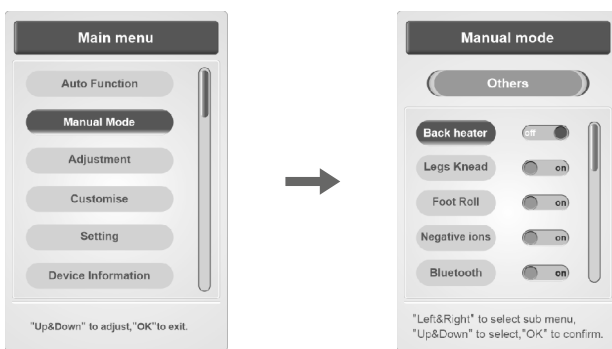 Main menu
Auto Function
Manual Mode
Adjustment
Customise
Setting
Device Information
"Up&Down" to adjust,"OK"to exit.
Manual mode
Others
Back heater off
Legs Knead on
Foot Roll on
Negative ions on
Bluetooth on
"Left&Right" to select sub menu,
"Up&Down" to select,"OK" to confirm.